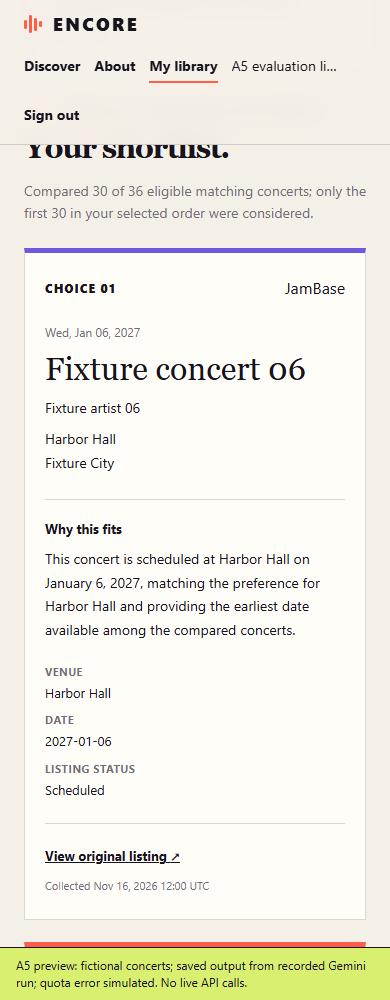 ENCORE
Discover About My library A5 evaluation li...
Sign out
Your shortlist.
Compared 30 of 36 eligible matching concerts; only the
first 30 in your selected order were considered.
CHOICE 01 JamBase
Wed, Jan 06, 2027
Fixture concert 06
Fixture artist 06
Harbor Hall
Fixture City
Why this fits
This concert is scheduled at Harbor Hall on
January 6, 2027, matching the preference for
Harbor Hall and providing the earliest date
available among the compared concerts.
VENUE
Harbor Hall
DATE
2027-01-06
LISTING STATUS
Scheduled
View original listing ↗
Collected Nov 16, 2026 12:00 UTC
A5 preview: fictional concerts; saved output from recorded Gemini
run; quota error simulated. No live API calls.